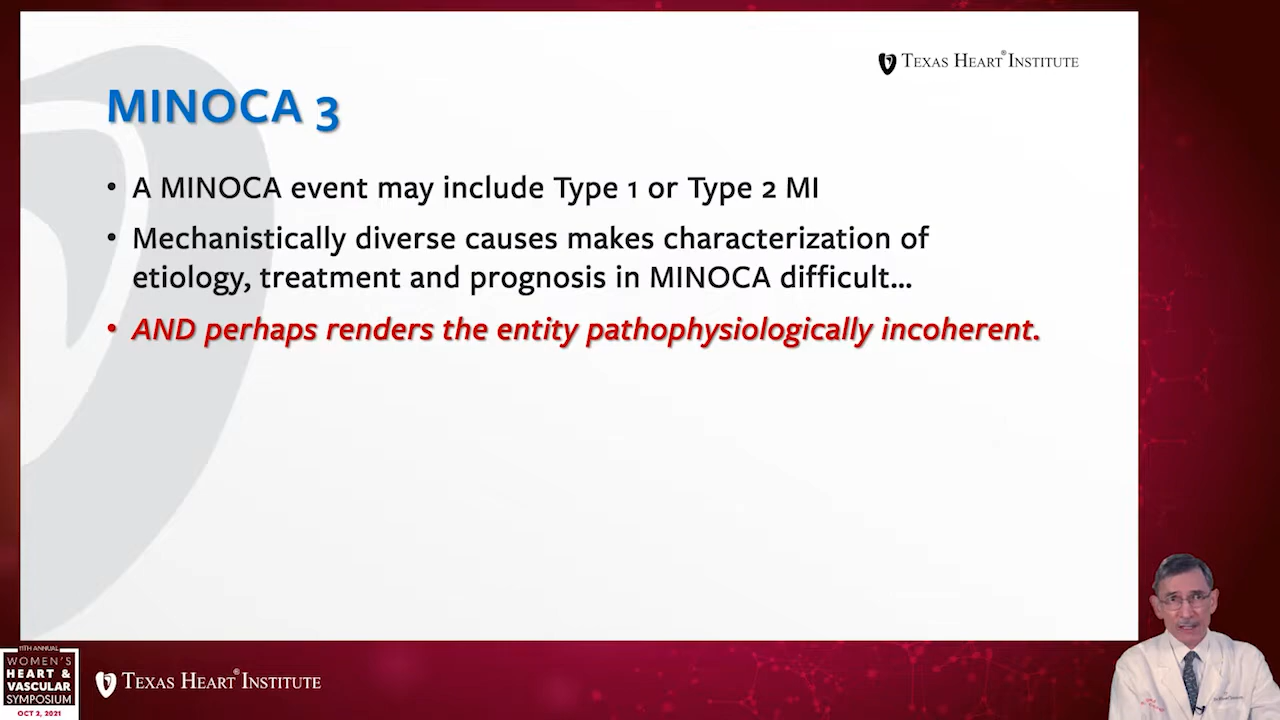 TEXAS HEART® INSTITUTE
MINOCA 3
• A MINOCA event may include Type 1 or Type 2 MI
• Mechanistically diverse causes makes characterization of
etiology, treatment and prognosis in MINOCA difficult...
• AND perhaps renders the entity pathophysiologically incoherent.
11TH ANNUAL
WOMEN'S
HEART &
VASCULAR
SYMPOSIUM
OCT 2, 2021
TEXAS HEART® INSTITUTE